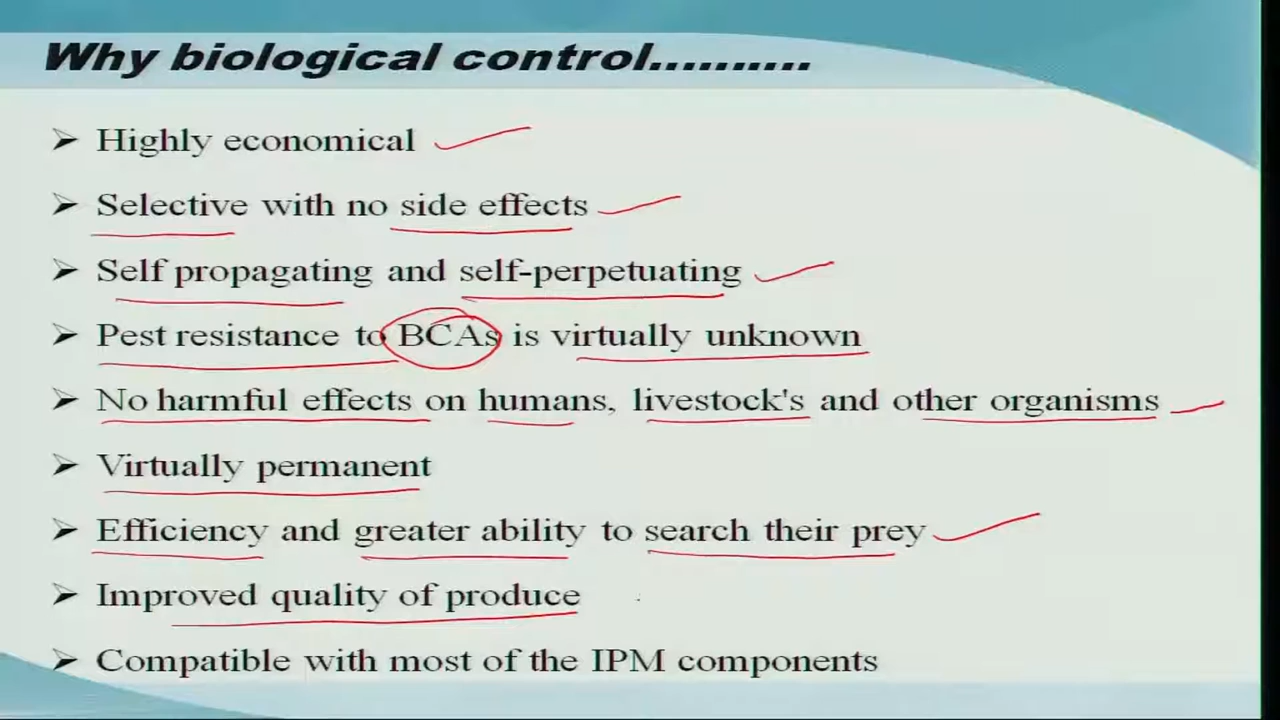 Why biological control..........
➢ Highly economical
➢ Selective with no side effects
➢ Self propagating and self-perpetuating
➢ Pest resistance to BCAs is virtually unknown
➢ No harmful effects on humans, livestock's and other organisms
➢ Virtually permanent
➢ Efficiency and greater ability to search their prey
➢ Improved quality of produce
➢ Compatible with most of the IPM components